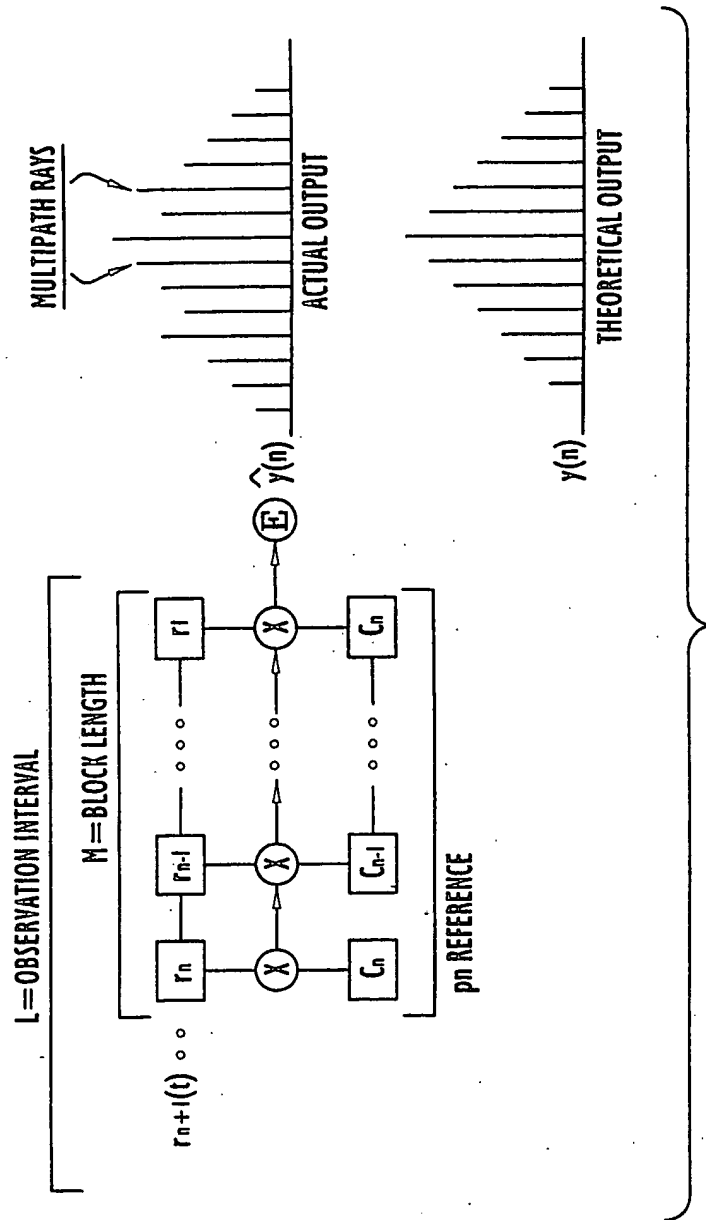 L=OBSERVATION INTERVAL
M=BLOCK LENGTH
rn+1(t) rn rn-1 r1
X X X E ŷ(n)
Cn Cn-1 Cn
pn REFERENCE
MULTIPATH RAYS
ACTUAL OUTPUT
y(n)
THEORETICAL OUTPUT